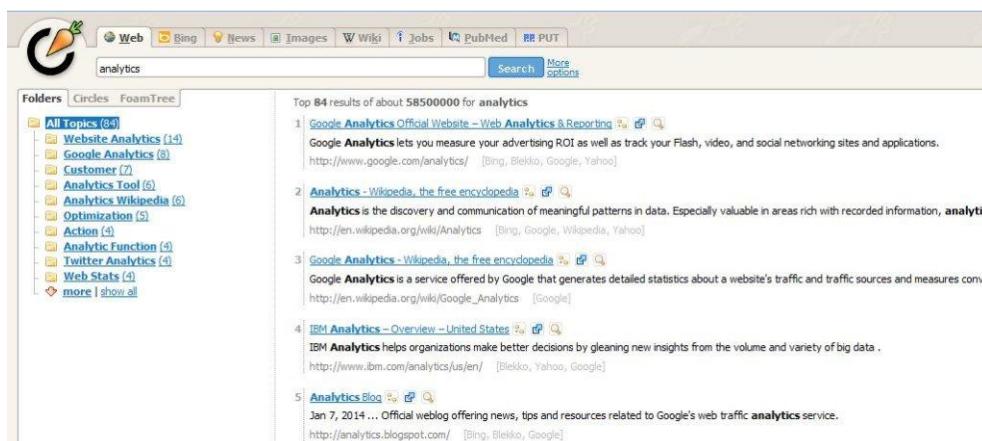 Web Bing News Images Wiki Jobs PubMed PUT
analytics Search More options
Folders Circles FoamTree
All Topics (84)
Website Analytics (14)
Google Analytics (8)
Customer (7)
Analytics Tool (6)
Analytics Wikipedia (6)
Optimization (5)
Action (4)
Analytic Function (4)
Twitter Analytics (4)
Web Stats (4)
more | show all
Top 84 results of about 58500000 for analytics
1 Google Analytics Official Website – Web Analytics & Reporting
Google Analytics lets you measure your advertising ROI as well as track your Flash, video, and social networking sites and applications.
http://www.google.com/analytics/ [Bing, Blekko, Google, Yahoo]
2 Analytics - Wikipedia, the free encyclopedia
Analytics is the discovery and communication of meaningful patterns in data. Especially valuable in areas rich with recorded information, analyti
http://en.wikipedia.org/wiki/Analytics [Bing, Google, Wikipedia, Yahoo]
3 Google Analytics - Wikipedia, the free encyclopedia
Google Analytics is a service offered by Google that generates detailed statistics about a website's traffic and traffic sources and measures conv
http://en.wikipedia.org/wiki/Google_Analytics [Google]
4 IBM Analytics – Overview – United States
IBM Analytics helps organizations make better decisions by gleaning new insights from the volume and variety of big data .
http://www.ibm.com/analytics/us/en/ [Blekko, Yahoo, Google]
5 Analytics Blog
Jan 7, 2014 ... Official weblog offering news, tips and resources related to Google's web traffic analytics service.
http://analytics.blogspot.com/ [Bing, Blekko, Google]